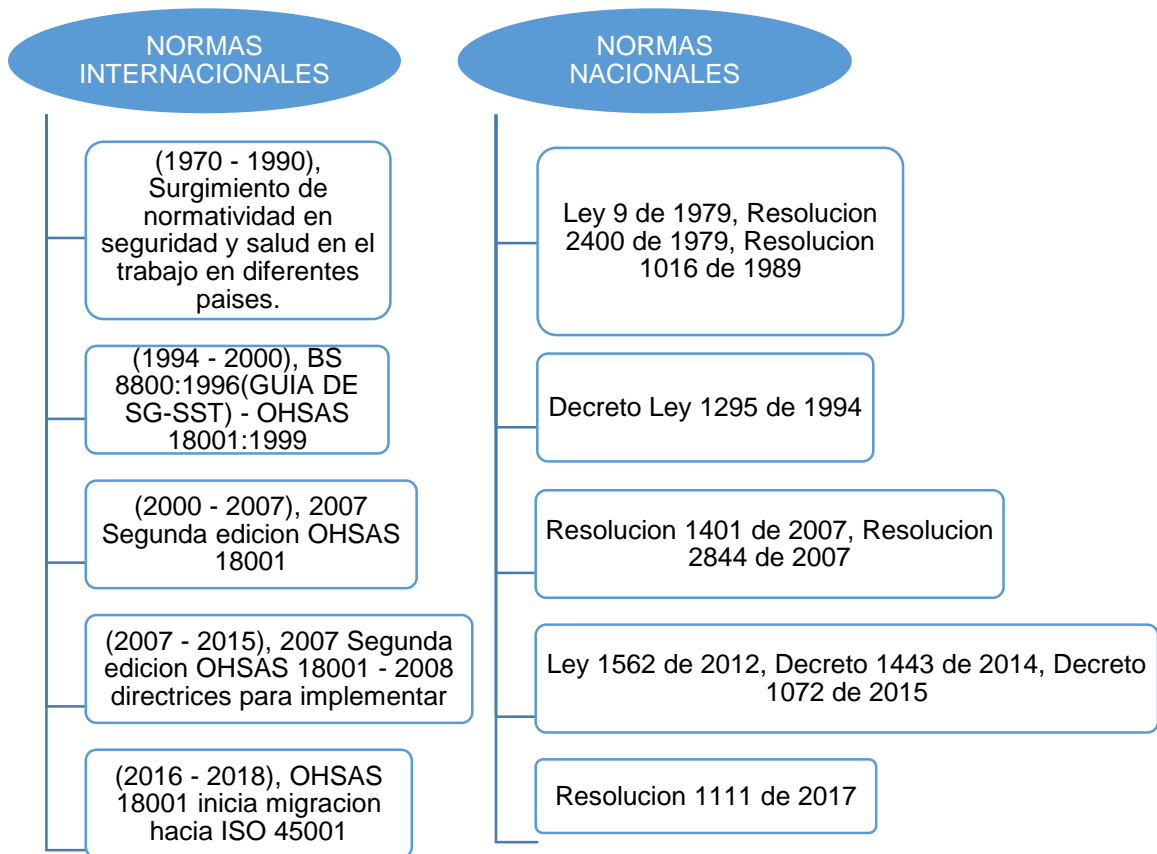 NORMAS
INTERNACIONALES
(1970 - 1990),
Surgimiento de
normatividad en
seguridad y salud en el
trabajo en diferentes
paises.
(1994 - 2000), BS
8800:1996(GUIA DE
SG-SST) - OHSAS
18001:1999
(2000 - 2007), 2007
Segunda edicion OHSAS
18001
(2007 - 2015), 2007 Segunda
edicion OHSAS 18001 - 2008
directrices para implementar
(2016 - 2018), OHSAS
18001 inicia migracion
hacia ISO 45001
NORMAS
NACIONALES
Ley 9 de 1979, Resolucion
2400 de 1979, Resolucion
1016 de 1989
Decreto Ley 1295 de 1994
Resolucion 1401 de 2007, Resolucion
2844 de 2007
Ley 1562 de 2012, Decreto 1443 de 2014, Decreto
1072 de 2015
Resolucion 1111 de 2017